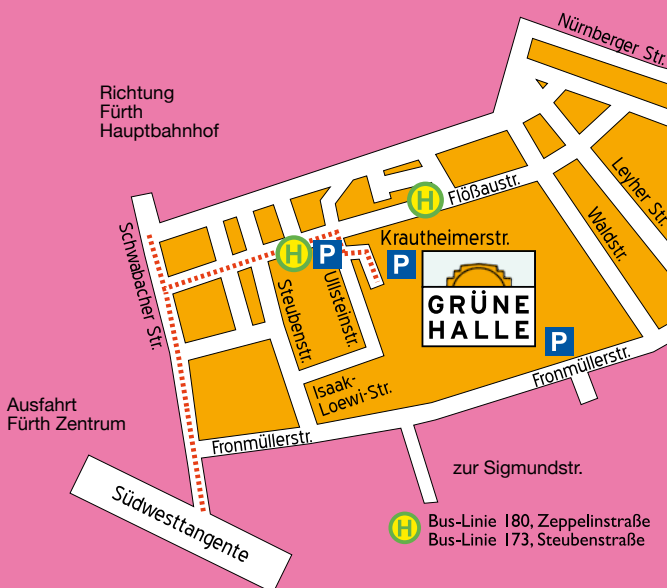 Nürnberger Str.
Richtung
Fürth
Hauptbahnhof
Leyher Str.
H
Flößaustr.
Waldstr.
Schwabacher Str.
H
P
Krautheimerstr.
P
Steubenstr.
Ullsteinstr.
GRÜNE
HALLE
P
Isaak-
Loewi-Str.
Fronmüllerstr.
Ausfahrt
Fürth Zentrum
Fronmüllerstr.
zur Sigmundstr.
Südwesttangente
H
Bus-Linie 180, Zeppelinstraße
Bus-Linie 173, Steubenstraße